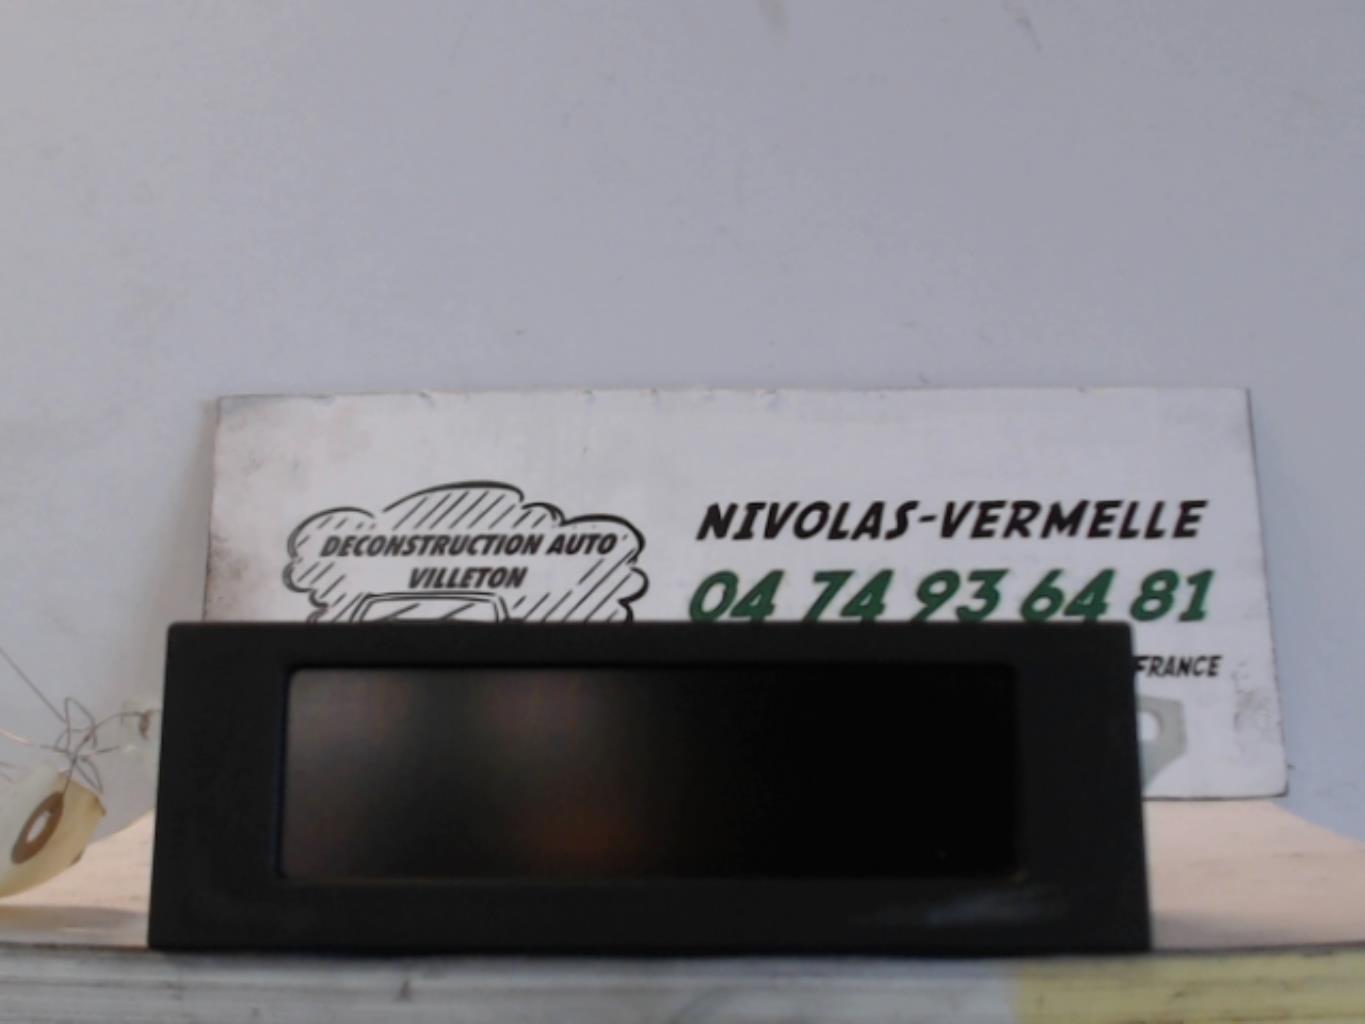 DECONSTRUCTION AUTO
VILLETON
NIVOLAS-VERMELLE
04 74 93 64 81
FRANCE